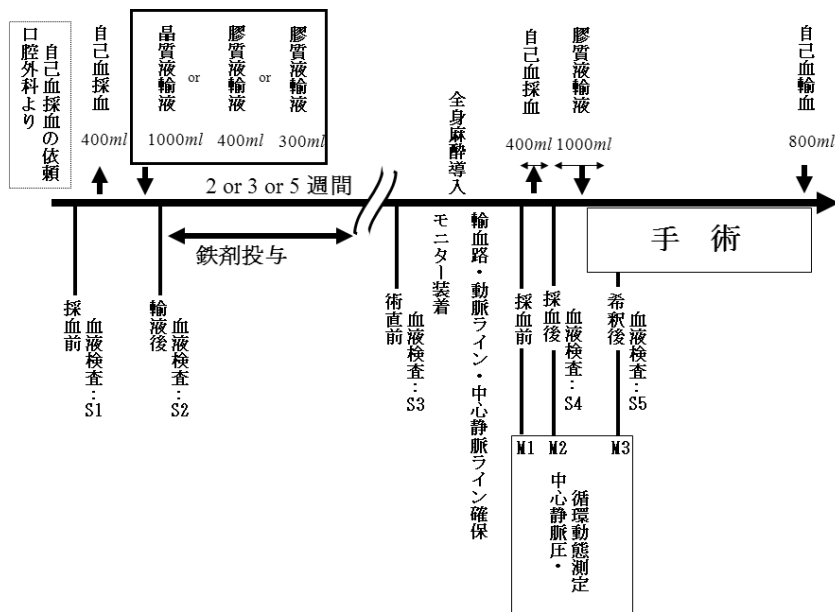 口腔外科より
自己血採血の依頼
自己血採血
400ml
晶質液輸液
1000ml
or
膠質液輸液
400ml
or
膠質液輸液
300ml
全身麻酔導入
自己血採血
400ml
膠質液輸液
1000ml
自己血輸血
800ml
2 or 3 or 5 週間
鉄剤投与
手 術
採血前
血液検査:S1
輸液後
血液検査:S2
術直前
血液検査:S3
モニター装着
輸血路・動脈ライン・中心静脈ライン確保
採血前
採血後
血液検査:S4
希釈後
血液検査:S5
M1
M2
M3
中心静脈圧・
循環動態測定